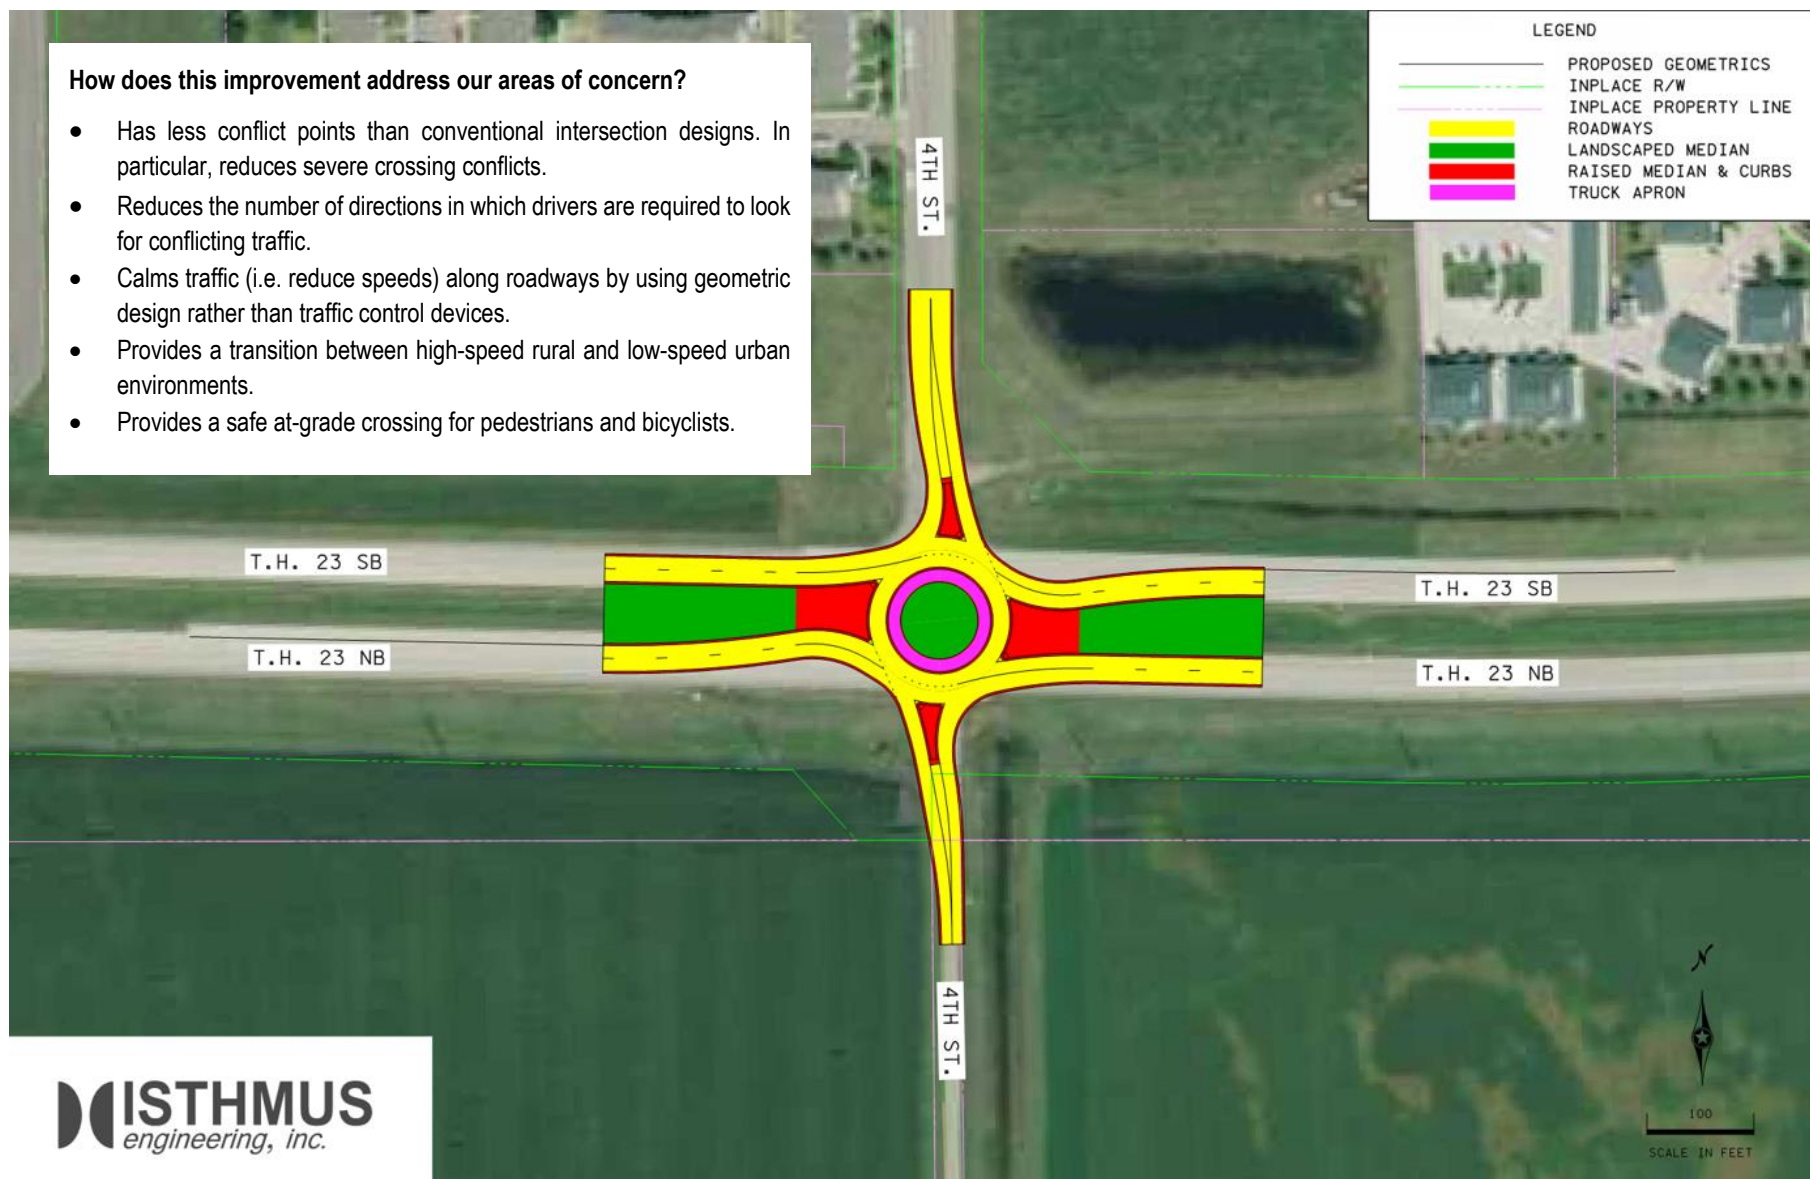 How does this improvement address our areas of concern?
• Has less conflict points than conventional intersection designs. In
particular, reduces severe crossing conflicts.
• Reduces the number of directions in which drivers are required to look
for conflicting traffic.
• Calms traffic (i.e. reduce speeds) along roadways by using geometric
design rather than traffic control devices.
• Provides a transition between high-speed rural and low-speed urban
environments.
• Provides a safe at-grade crossing for pedestrians and bicyclists.
LEGEND
PROPOSED GEOMETRICS
INPLACE R/W
INPLACE PROPERTY LINE
ROADWAYS
LANDSCAPED MEDIAN
RAISED MEDIAN & CURBS
TRUCK APRON
4TH ST.
T.H. 23 SB
T.H. 23 SB
T.H. 23 NB
T.H. 23 NB
4TH ST.
N
100
SCALE IN FEET
ISTHMUS
engineering, inc.